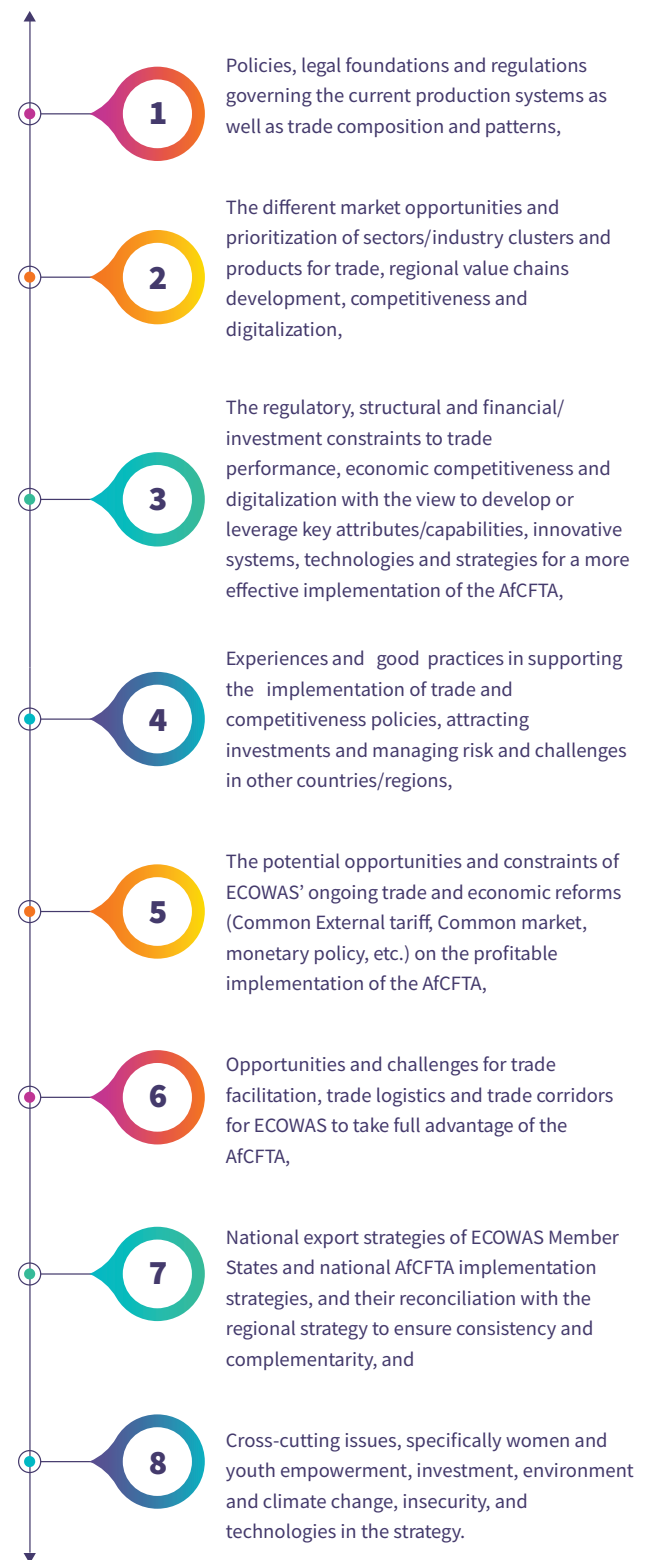 1
Policies, legal foundations and regulations
governing the current production systems as
well as trade composition and patterns,
2
The different market opportunities and
prioritization of sectors/industry clusters and
products for trade, regional value chains
development, competitiveness and
digitalization,
3
The regulatory, structural and financial/
investment constraints to trade
performance, economic competitiveness and
digitalization with the view to develop or
leverage key attributes/capabilities, innovative
systems, technologies and strategies for a more
effective implementation of the AfCFTA,
4
Experiences and good practices in supporting
the implementation of trade and
competitiveness policies, attracting
investments and managing risk and challenges
in other countries/regions,
5
The potential opportunities and constraints of
ECOWAS’ ongoing trade and economic reforms
(Common External tariff, Common market,
monetary policy, etc.) on the profitable
implementation of the AfCFTA,
6
Opportunities and challenges for trade
facilitation, trade logistics and trade corridors
for ECOWAS to take full advantage of the
AfCFTA,
7
National export strategies of ECOWAS Member
States and national AfCFTA implementation
strategies, and their reconciliation with the
regional strategy to ensure consistency and
complementarity, and
8
Cross-cutting issues, specifically women and
youth empowerment, investment, environment
and climate change, insecurity, and
technologies in the strategy.